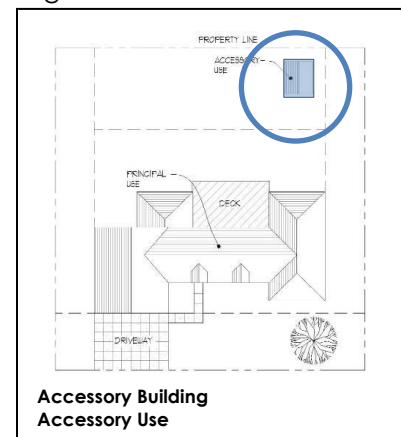 PROPERTY LINE
ACCESSORY
USE
PRINCIPAL
USE
DECK
DRIVEWAY
Accessory Building
Accessory Use